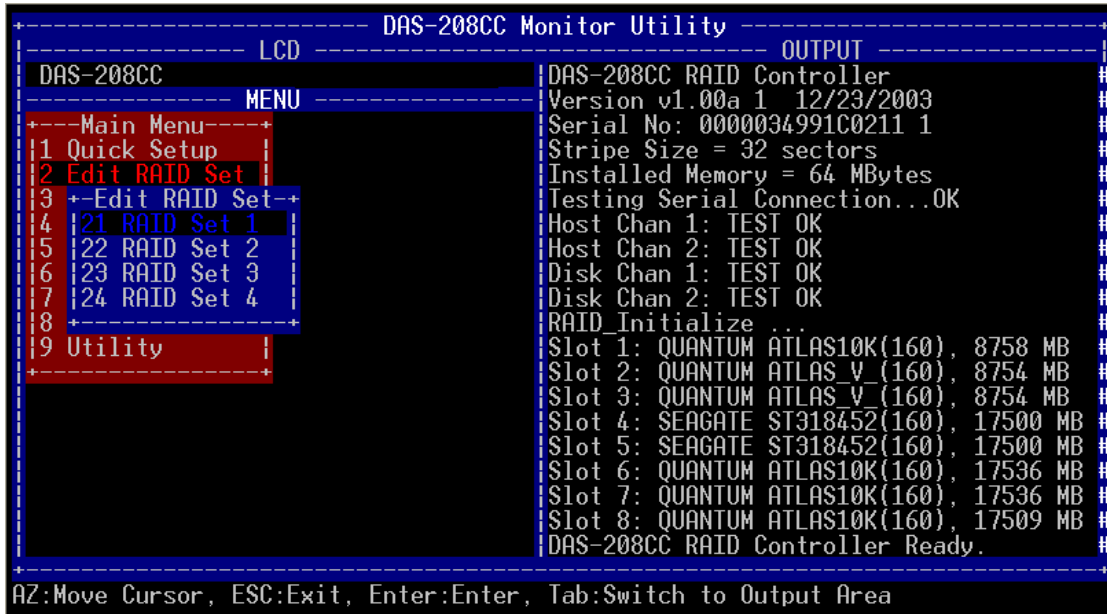 DAS-208CC Monitor Utility
LCD
DAS-208CC
MENU
Main Menu
1 Quick Setup
2 Edit RAID Set
3
4
5
6
7
8
9 Utility
Edit RAID Set
21 RAID Set 1
22 RAID Set 2
23 RAID Set 3
24 RAID Set 4
OUTPUT
DAS-208CC RAID Controller
Version v1.00a 1 12/23/2003
Serial No: 0000034991C0211 1
Stripe Size = 32 sectors
Installed Memory = 64 MBytes
Testing Serial Connection...OK
Host Chan 1: TEST OK
Host Chan 2: TEST OK
Disk Chan 1: TEST OK
Disk Chan 2: TEST OK
RAID_Initialize ...
Slot 1: QUANTUM ATLAS10K(160), 8758 MB
Slot 2: QUANTUM ATLAS_V_(160), 8754 MB
Slot 3: QUANTUM ATLAS_V_(160), 8754 MB
Slot 4: SEAGATE ST318452(160), 17500 MB
Slot 5: SEAGATE ST318452(160), 17500 MB
Slot 6: QUANTUM ATLAS10K(160), 17536 MB
Slot 7: QUANTUM ATLAS10K(160), 17536 MB
Slot 8: QUANTUM ATLAS10K(160), 17509 MB
DAS-208CC RAID Controller Ready.
AZ:Move Cursor, ESC:Exit, Enter:Enter, Tab:Switch to Output Area